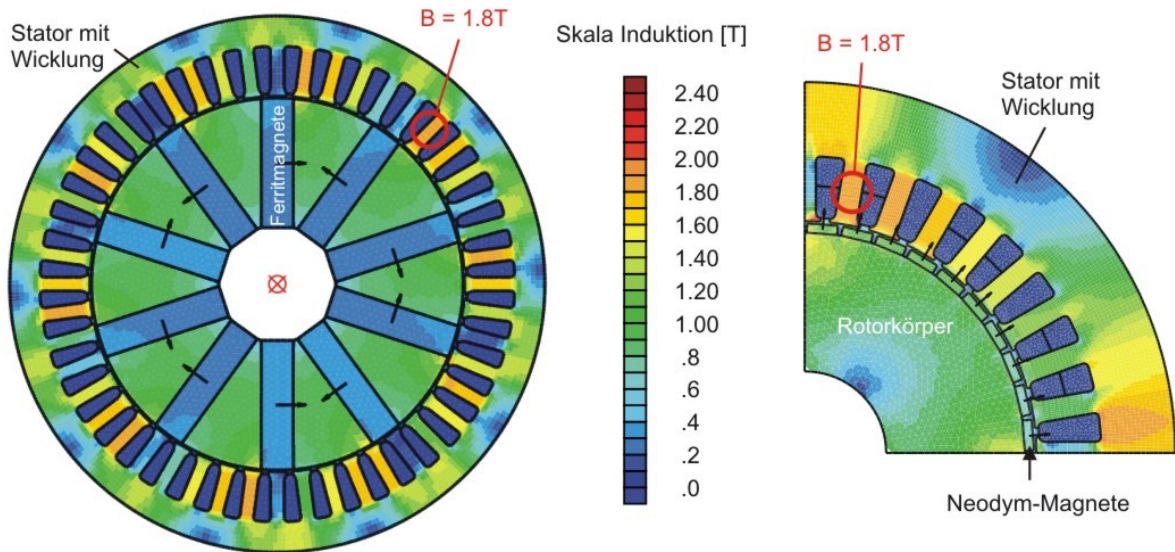 Stator mit
Wicklung
B = 1.8T
Ferritmagnete
Skala Induktion [T]
2.40
2.20
2.00
1.80
1.60
1.40
1.20
1.00
.8
.6
.4
.2
.0
B = 1.8T
Stator mit
Wicklung
Rotorkörper
Neodym-Magnete